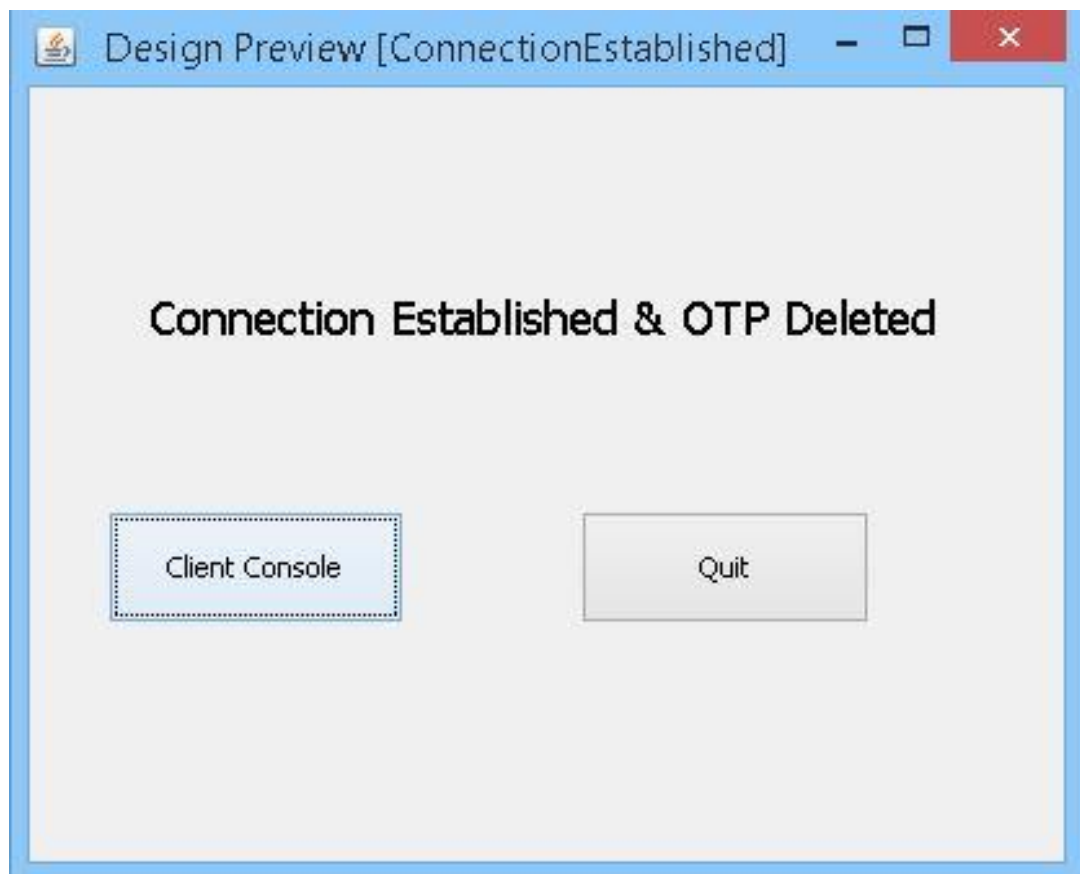 Design Preview [ConnectionEstablished]
Connection Established & OTP Deleted
Client Console
Quit